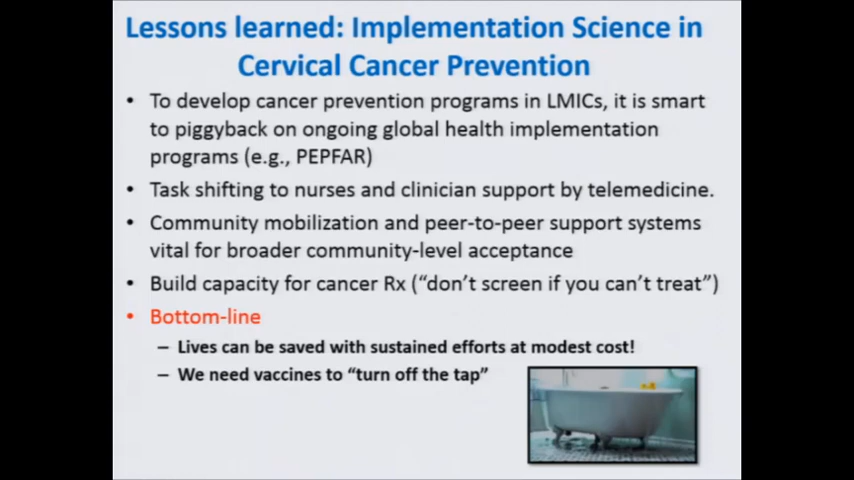 Lessons learned: Implementation Science in
Cervical Cancer Prevention
• To develop cancer prevention programs in LMICs, it is smart
to piggyback on ongoing global health implementation
programs (e.g., PEPFAR)
• Task shifting to nurses and clinician support by telemedicine.
• Community mobilization and peer-to-peer support systems
vital for broader community-level acceptance
• Build capacity for cancer Rx (“don’t screen if you can’t treat”)
• Bottom-line
– Lives can be saved with sustained efforts at modest cost!
– We need vaccines to “turn off the tap”